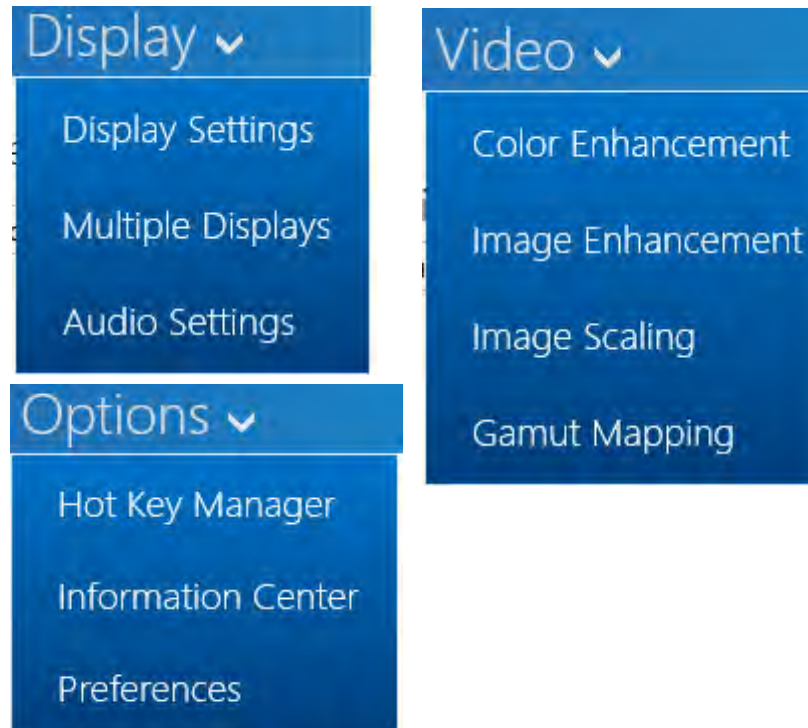 Display
Display Settings
Multiple Displays
Audio Settings
Options
Hot Key Manager
Information Center
Preferences
Video
Color Enhancement
Image Enhancement
Image Scaling
Gamut Mapping